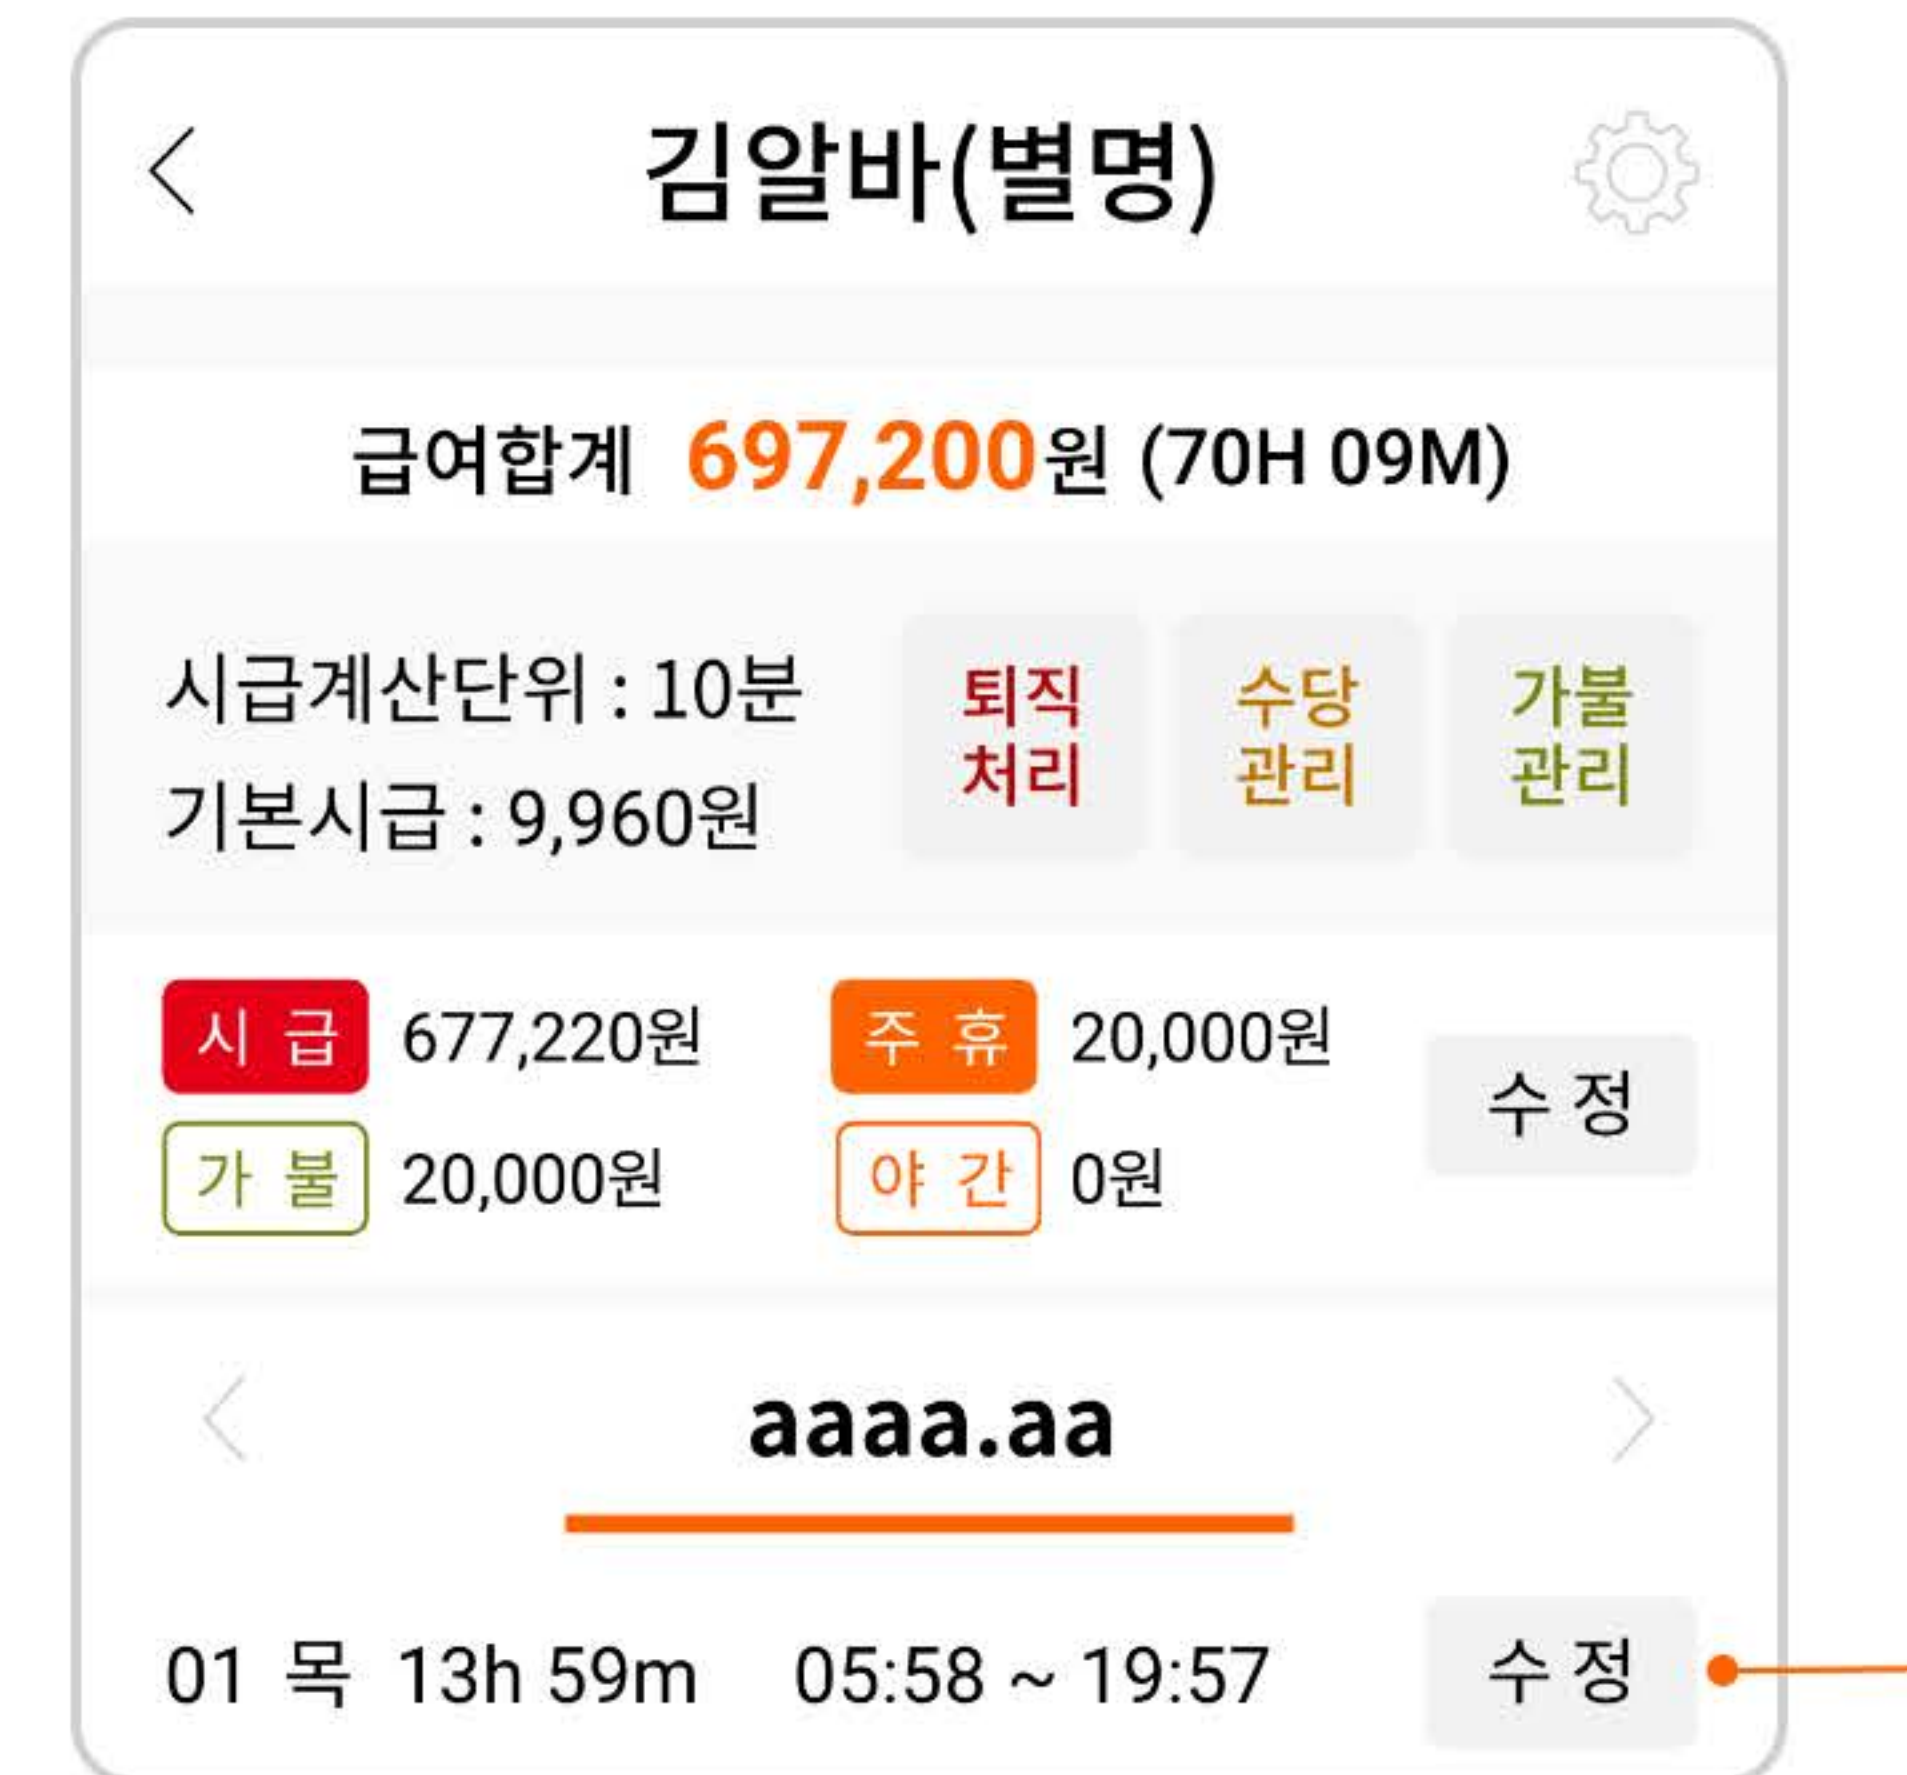 김알바(별명)
급여합계 697,200원 (70H 09M)
시급계산단위 : 10분
기본시급 : 9,960원
퇴직
처리
수당
관리
가불
관리
시 급 677,220원 주 휴 20,000원
가 불 20,000원 야 간 0원
수 정
aaaa.aa
01 목 13h 59m 05:58 ~ 19:57 수 정